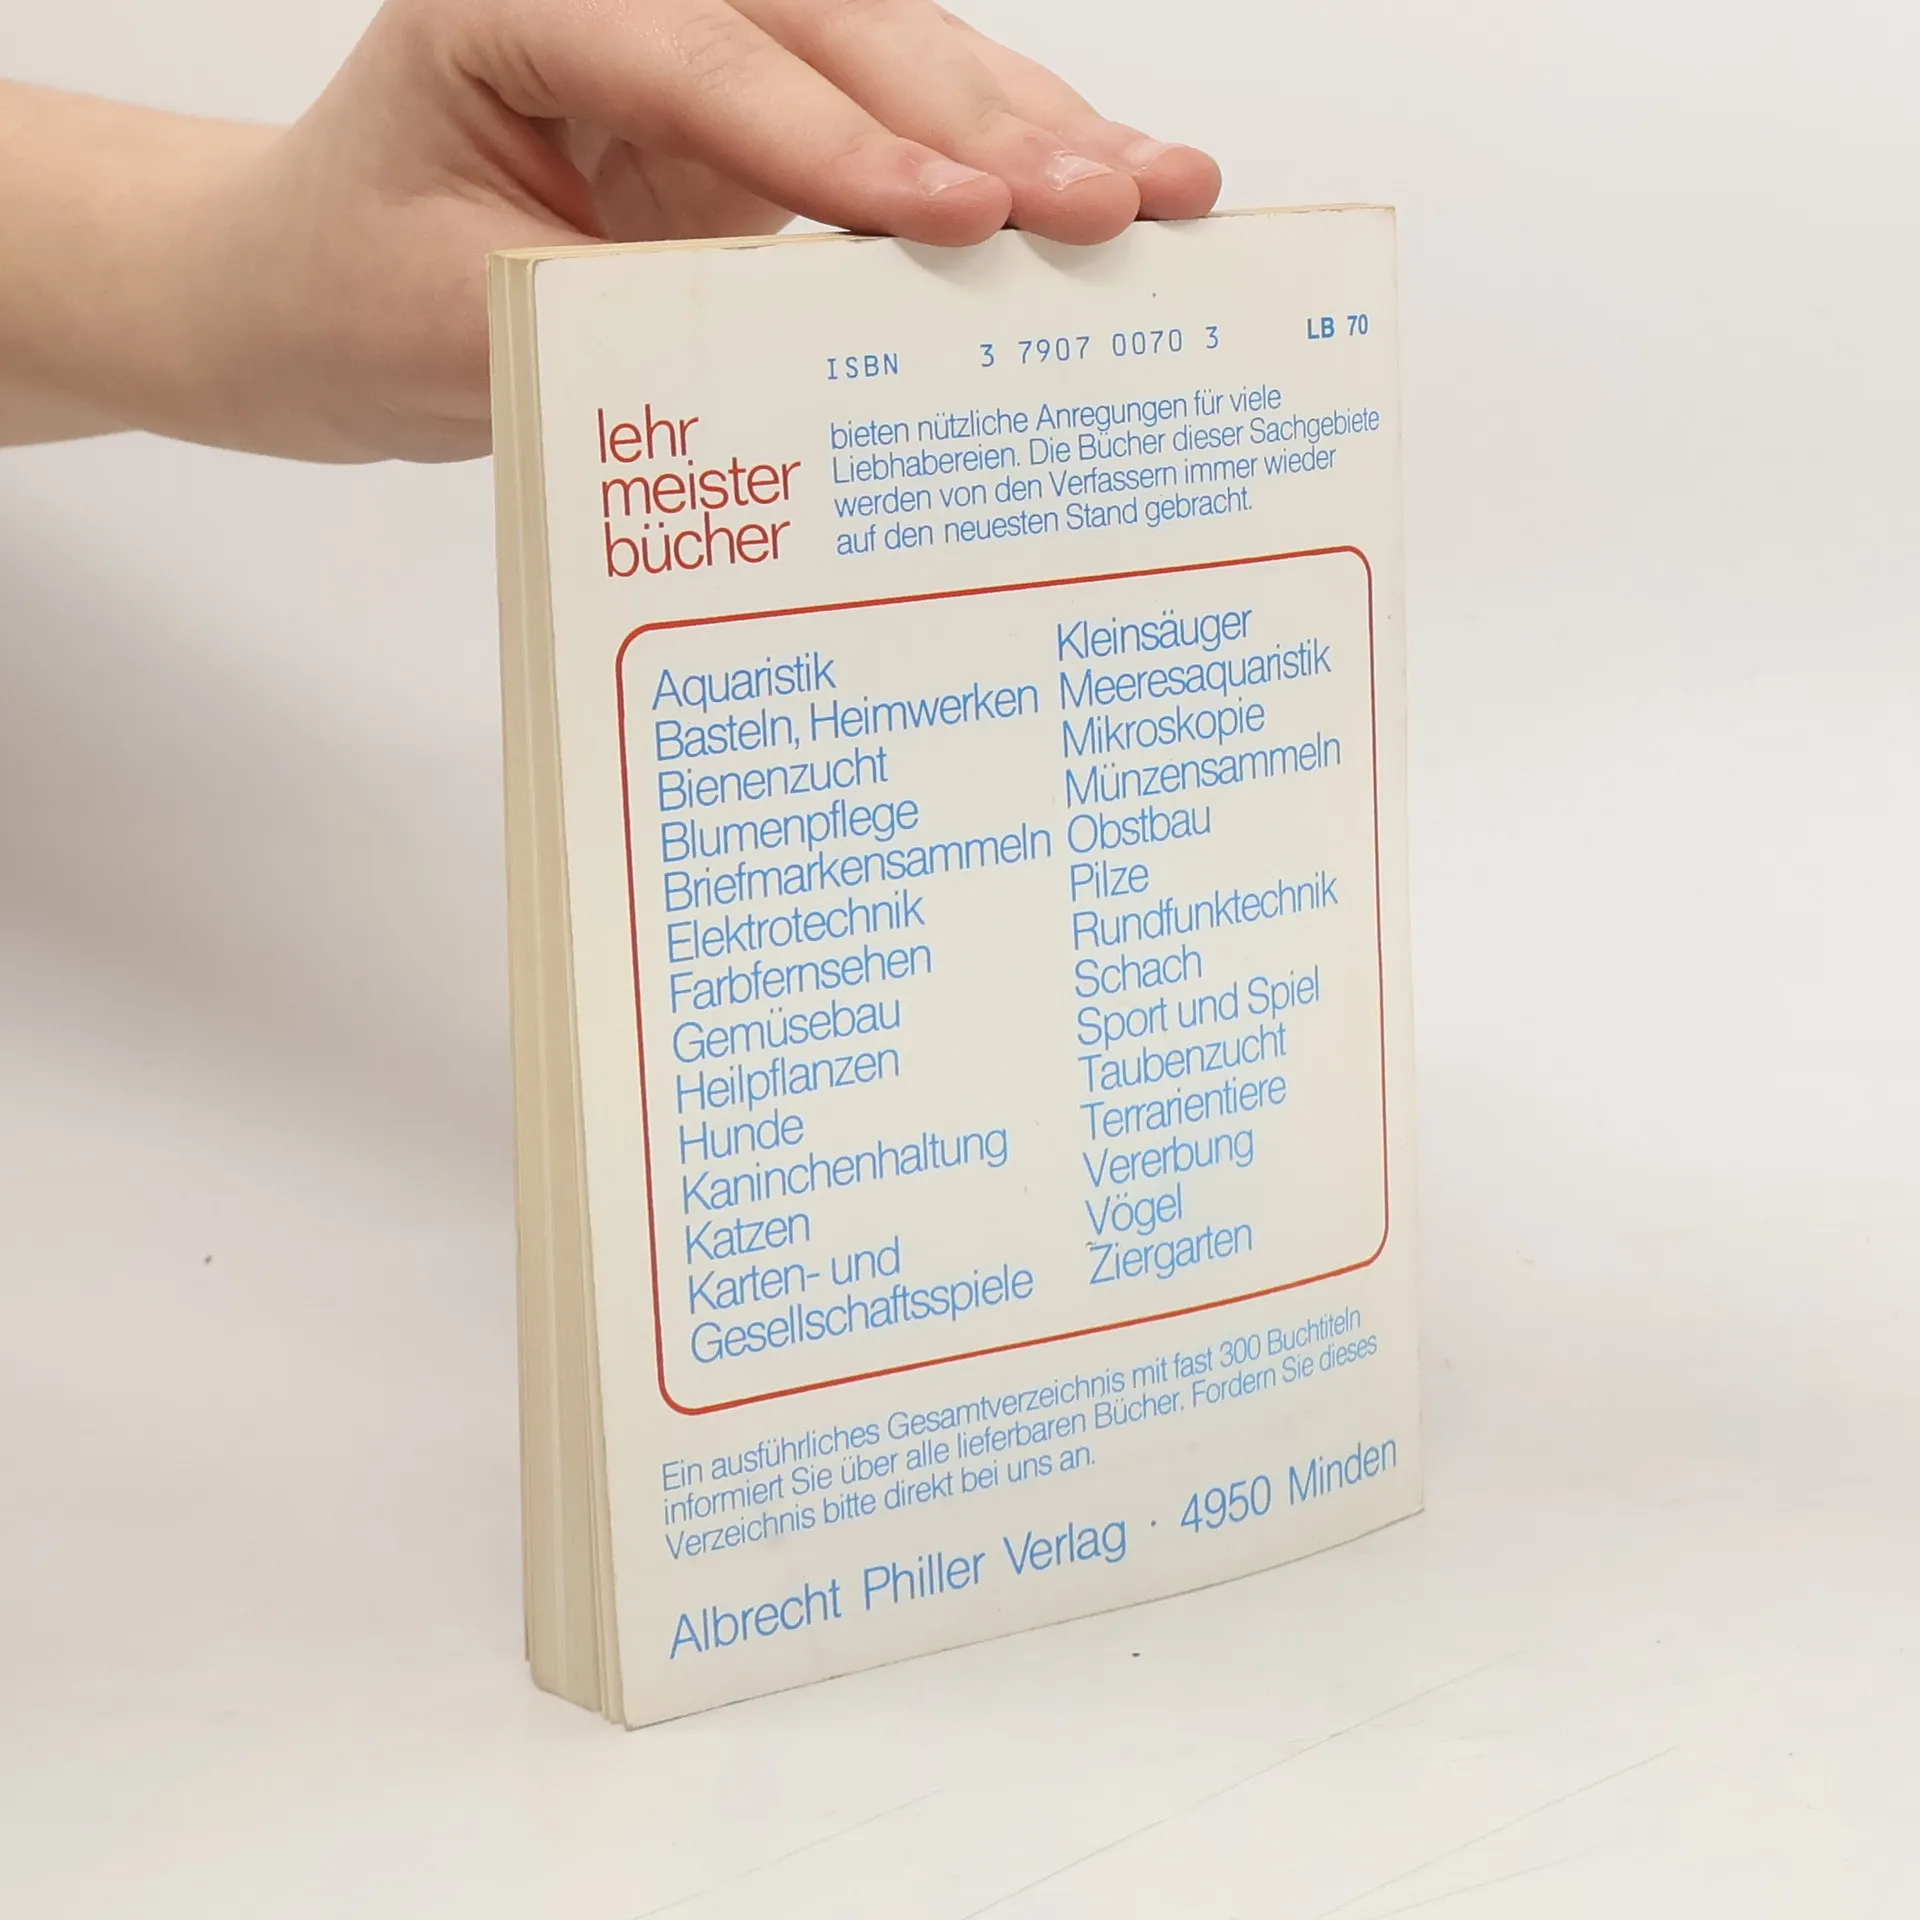 ISBN 3 7907 0070 3 LB 70
lehr
meister
bücher
bieten nützliche Anregungen für viele
Liebhabereien. Die Bücher dieser Sachgebiete
werden von den Verfassern immer wieder
auf den neuesten Stand gebracht.
Aquaristik
Basteln, Heimwerken
Bienenzucht
Blumenpflege
Briefmarkensammeln
Elektrotechnik
Farbfernsehen
Gemüsebau
Heilpflanzen
Hunde
Kaninchenhaltung
Katzen
Karten- und
Gesellschaftsspiele
Kleinsäuger
Meeresaquaristik
Mikroskopie
Münzensammeln
Obstbau
Pilze
Rundfunktechnik
Schach
Sport und Spiel
Taubenzucht
Terrarientiere
Vererbung
Vögel
Ziergarten
Ein ausführliches Gesamtverzeichnis mit fast 300 Buchtiteln
informiert Sie über alle lieferbaren Bücher. Fordern Sie dieses
Verzeichnis bitte direkt bei uns an.
Albrecht Philler Verlag · 4950 Minden